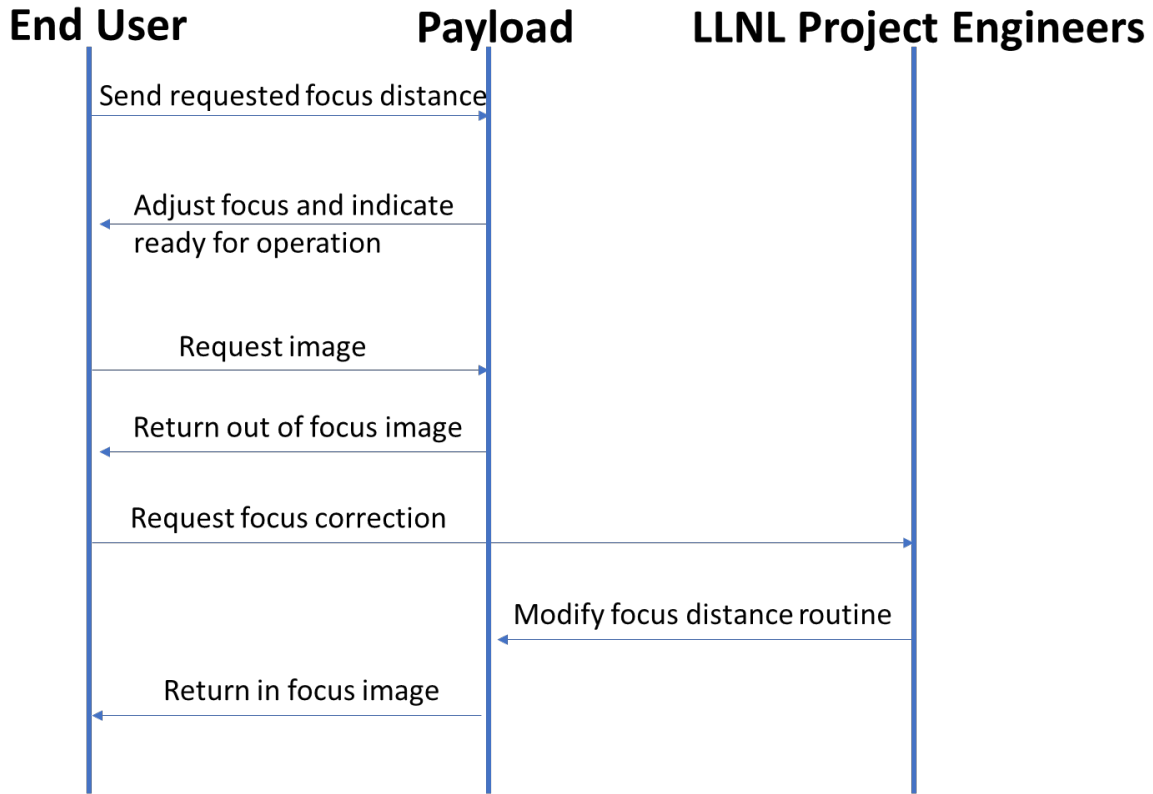 End User Payload LLNL Project Engineers
Send requested focus distance
Adjust focus and indicate
ready for operation
Request image
Return out of focus image
Request focus correction
Modify focus distance routine
Return in focus image